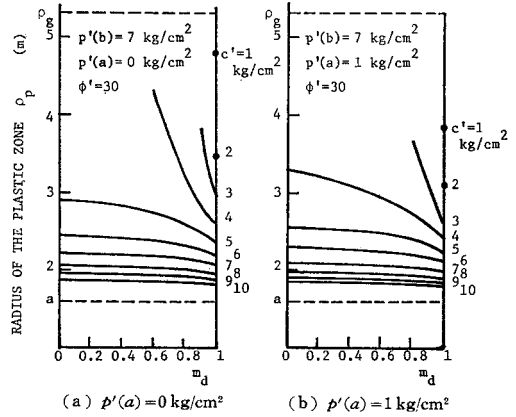 ρg
5
4
3
2
a
RADIUS OF THE PLASTIC ZONE ρp (m)
p'(b)= 7 kg/cm²
p'(a)= 0 kg/cm²
φ'=30
c'=1
kg/cm²
2
3
4
5
6
7
8
9
10
0 0.2 0.4 0.6 0.8 1
md
(a) p'(a)=0 kg/cm²
ρg
5
4
3
2
a
p'(b)= 7 kg/cm²
p'(a)= 1 kg/cm²
φ'=30
c'=1
kg/cm²
2
3
4
5
6
7
8
9
10
0 0.2 0.4 0.6 0.8 1
md
(b) p'(a)=1 kg/cm²